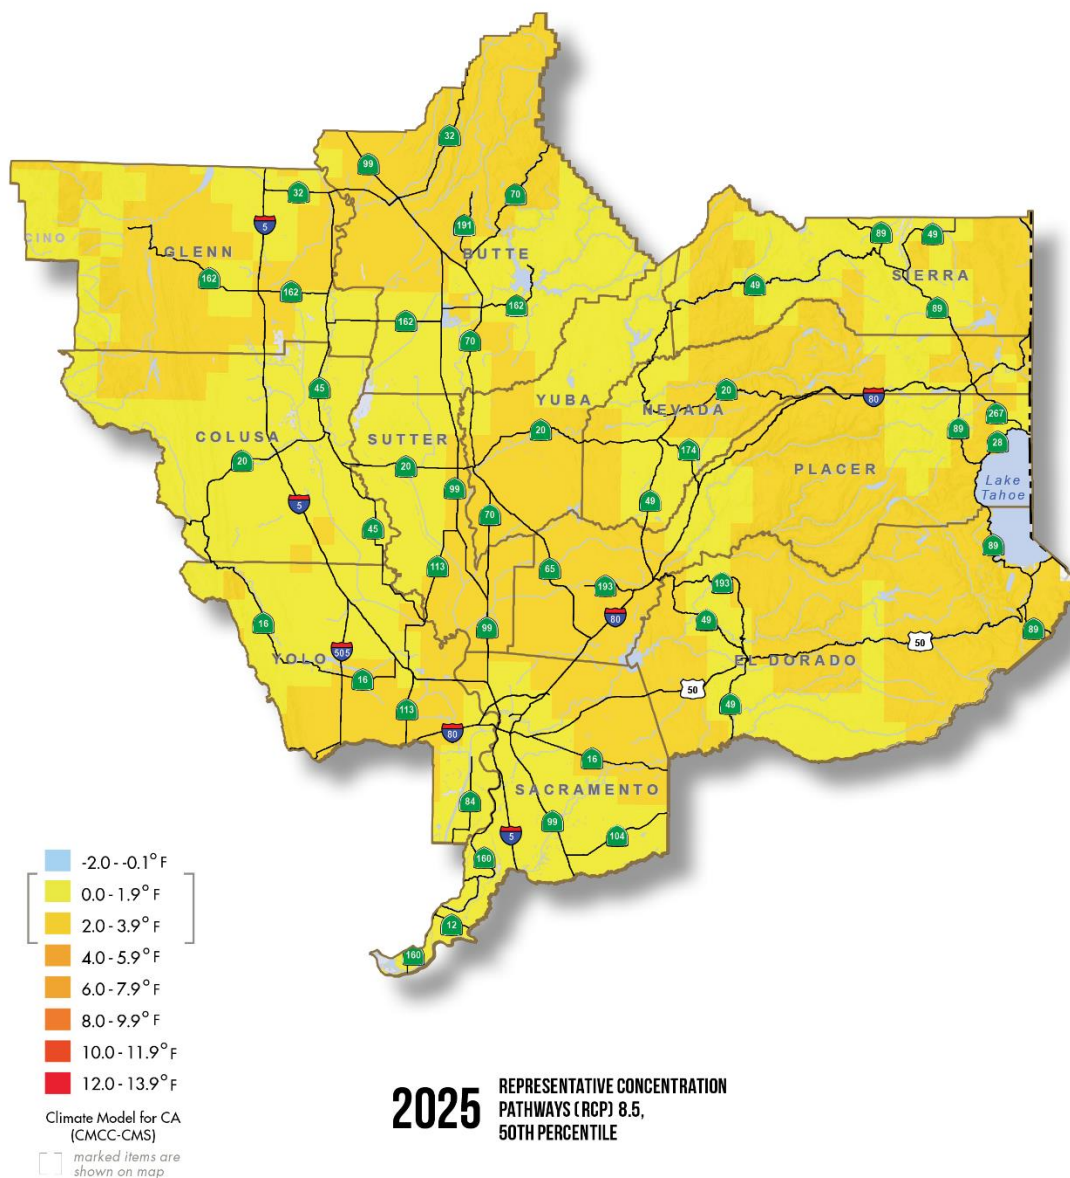 32
99
70
32
191
5
CINO
GLENN
BUTTE
89
49
SIERRA
162
162
49
162
162
89
70
45
YUBA
20
NEVADA
80
267
89
28
COLUSA
SUTTER
20
174
PLACER
20
20
99
Lake
Tahoe
5
49
70
45
89
113
65
193
193
80
49
16
99
89
50
505
YOLO
EL DORADO
16
50
113
49
80
16
SACRAMENTO
84
99
5
104
160
12
160
-2.0 - -0.1° F
0.0 - 1.9° F
2.0 - 3.9° F
4.0 - 5.9° F
6.0 - 7.9° F
8.0 - 9.9° F
10.0 - 11.9° F
12.0 - 13.9° F
Climate Model for CA
(CMCC-CMS)
marked items are
shown on map
2025
REPRESENTATIVE CONCENTRATION
PATHWAYS (RCP) 8.5,
50TH PERCENTILE